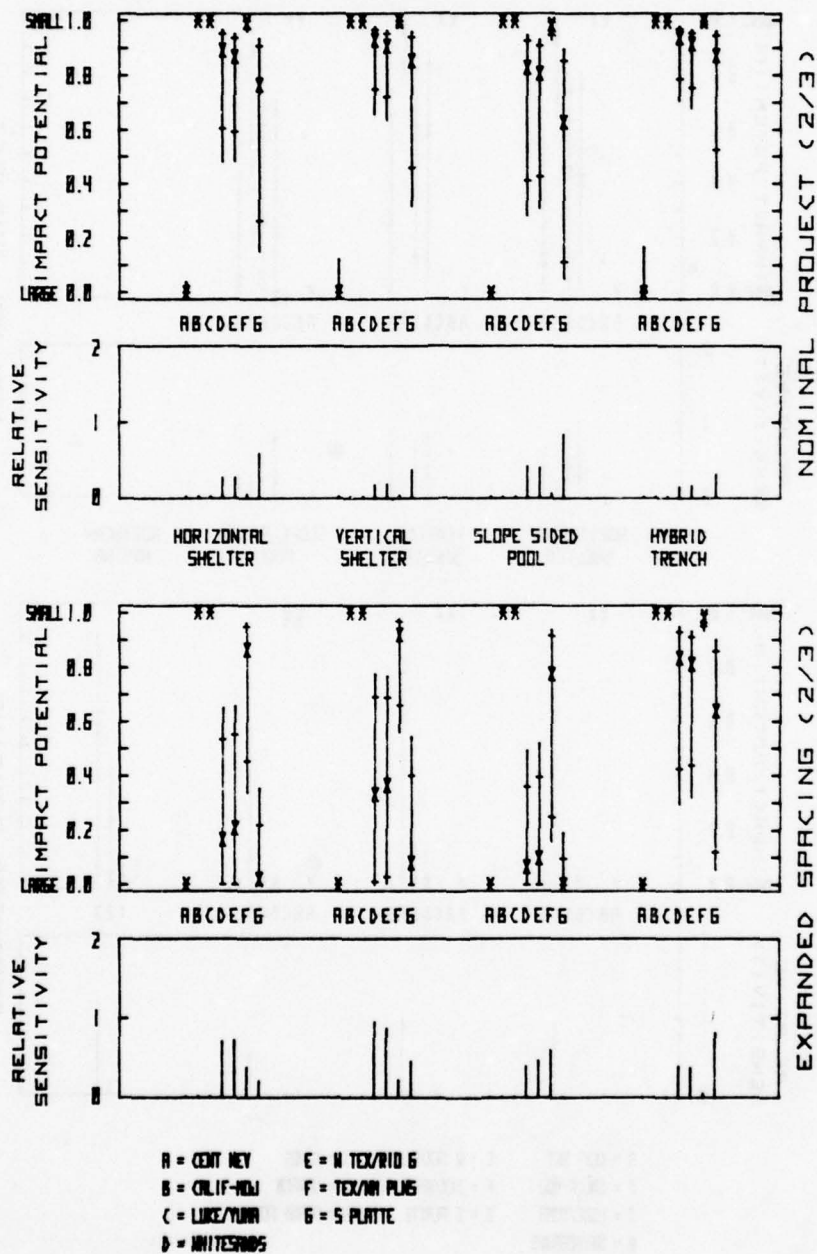 SMALL 1.0
0.8
0.6
0.4
0.2
LARGE 0.0
IMPACT POTENTIAL
ABCDEFG ABCDEFG ABCDEFG ABCDEFG
NOMINAL PROJECT (2/3)
2
1
0
RELATIVE
SENSITIVITY
HORIZONTAL
SHELTER
VERTICAL
SHELTER
SLOPE SIDED
POOL
HYBRID
TRENCH
SMALL 1.0
0.8
0.6
0.4
0.2
LARGE 0.0
IMPACT POTENTIAL
ABCDEFG ABCDEFG ABCDEFG ABCDEFG
EXPANDED SPACING (2/3)
2
1
0
RELATIVE
SENSITIVITY
A = CENT NEV E = W TEX/RIO G
B = CALIF-MOJ F = TEX/NM PLNS
C = LUKE/YUMA G = S PLATTE
D = WHITESANDS